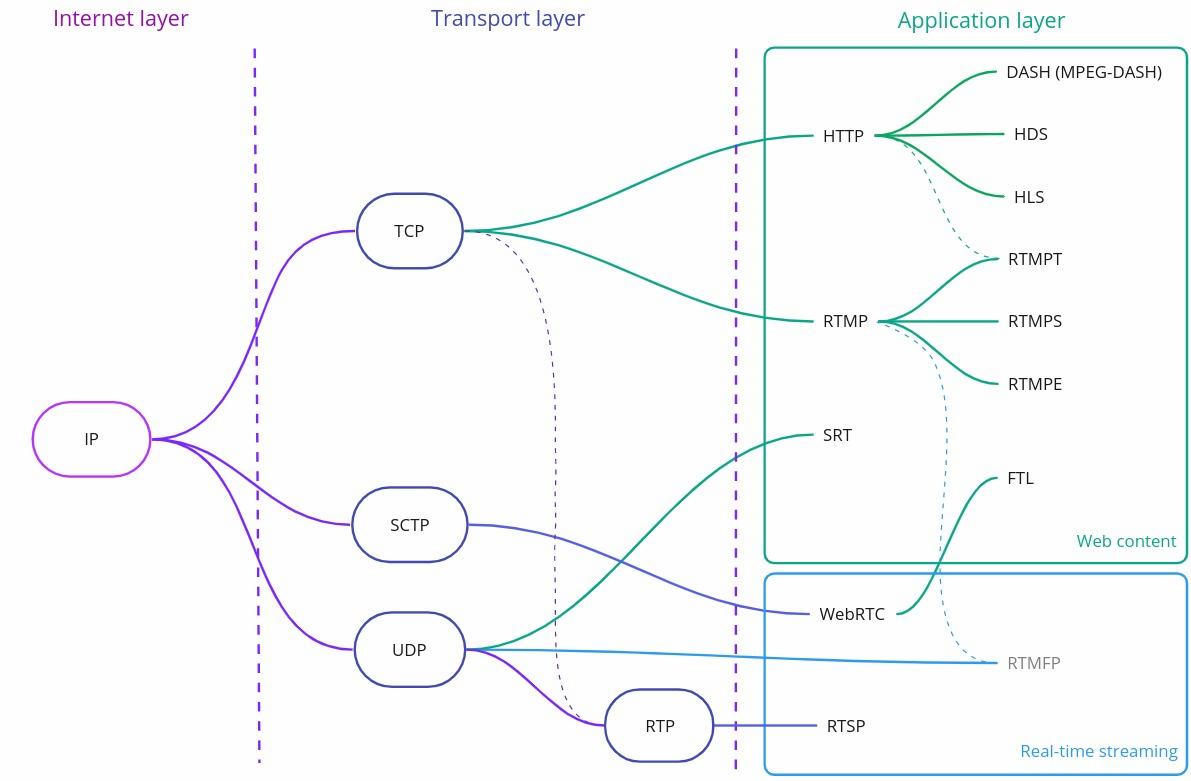 Internet layer
Transport layer
Application layer
DASH (MPEG-DASH)
HTTP
HDS
HLS
TCP
RTMPT
RTMP
RTMPS
RTMPE
IP
SRT
FTL
SCTP
Web content
WebRTC
UDP
RTMFP
RTP
RTSP
Real-time streaming